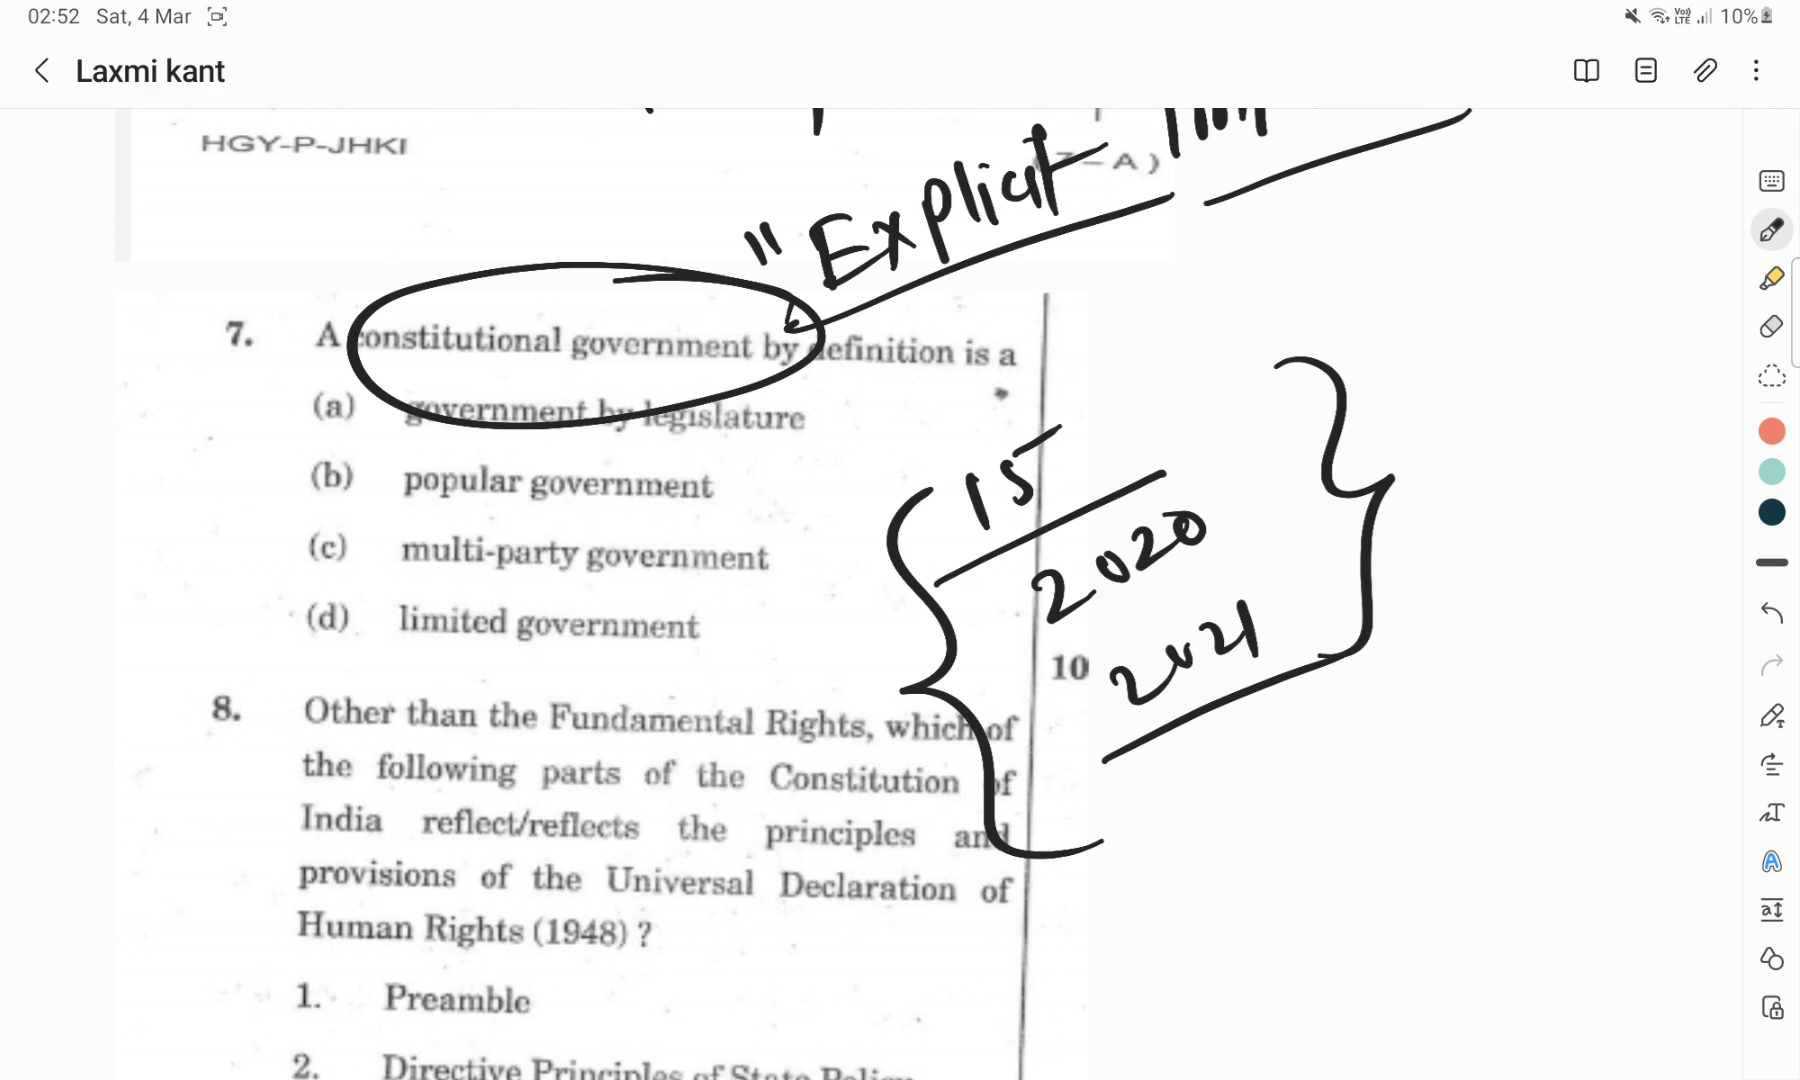 02:52 Sat, 4 Mar
10%
Laxmi kant
HGY-P-JHKI
– A )
"Explicit
7. A constitutional government by definition is a
(a) government by legislature
(b) popular government
(c) multi-party government
(d) limited government
15
2020
2021
10
8. Other than the Fundamental Rights, which of
the following parts of the Constitution of
India reflect/reflects the principles and
provisions of the Universal Declaration of
Human Rights (1948) ?
1. Preamble
2. Directive Principles of State Policy